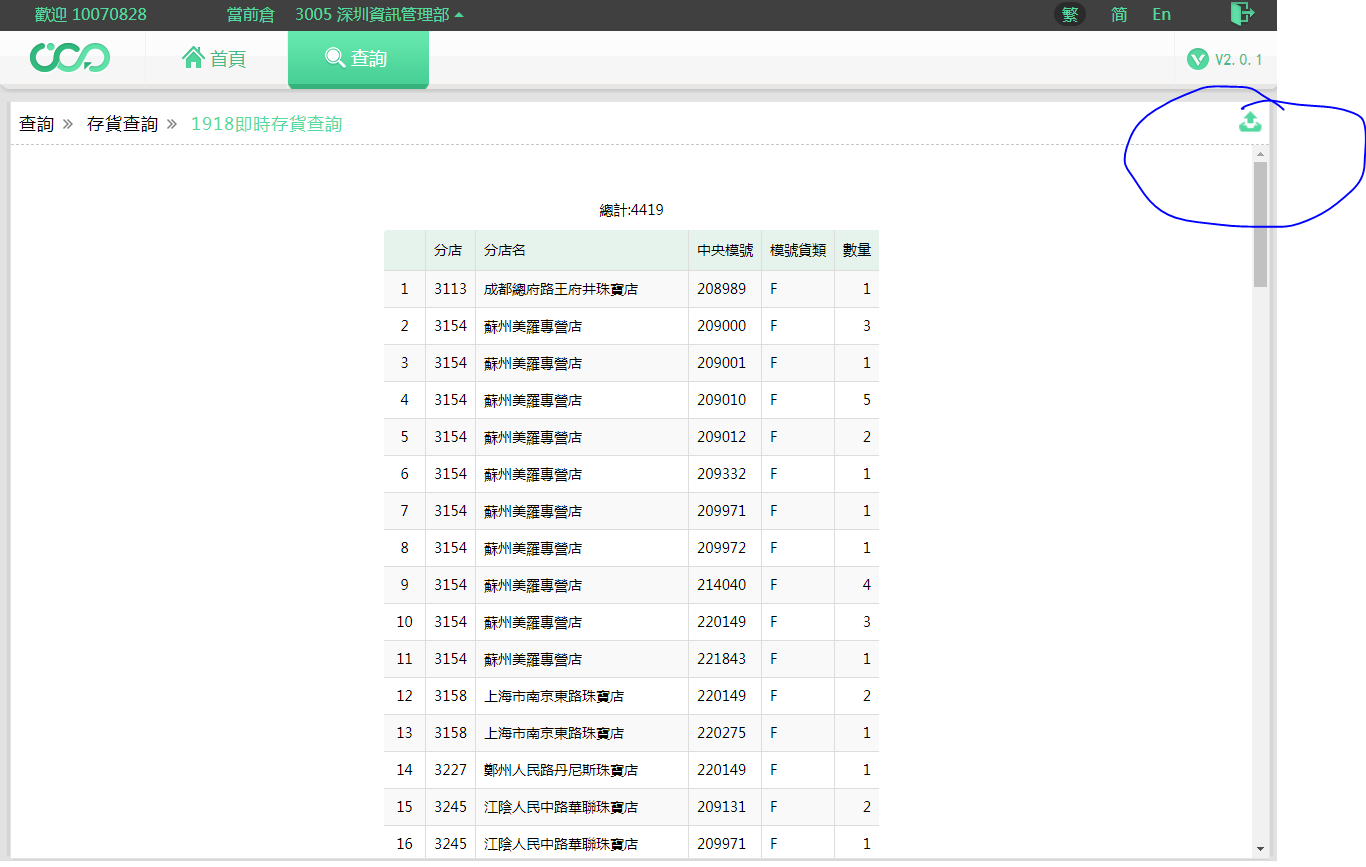 歡迎 10070828 當前倉 3005 深圳資訊管理部 繁 简 En
首頁 查詢 V2.0.1
查詢 » 存貨查詢 » 1918即時存貨查詢
總計:4419
分店 分店名 中央模號 模號貨類 數量
1 3113 成都總府路王府井珠寶店 208989 F 1
2 3154 蘇州美羅專營店 209000 F 3
3 3154 蘇州美羅專營店 209001 F 1
4 3154 蘇州美羅專營店 209010 F 5
5 3154 蘇州美羅專營店 209012 F 2
6 3154 蘇州美羅專營店 209332 F 1
7 3154 蘇州美羅專營店 209971 F 1
8 3154 蘇州美羅專營店 209972 F 1
9 3154 蘇州美羅專營店 214040 F 4
10 3154 蘇州美羅專營店 220149 F 3
11 3154 蘇州美羅專營店 221843 F 1
12 3158 上海市南京東路珠寶店 220149 F 2
13 3158 上海市南京東路珠寶店 220275 F 1
14 3227 鄭州人民路丹尼斯珠寶店 220149 F 1
15 3245 江陰人民中路華聯珠寶店 209131 F 2
16 3245 江陰人民中路華聯珠寶店 209971 F 1